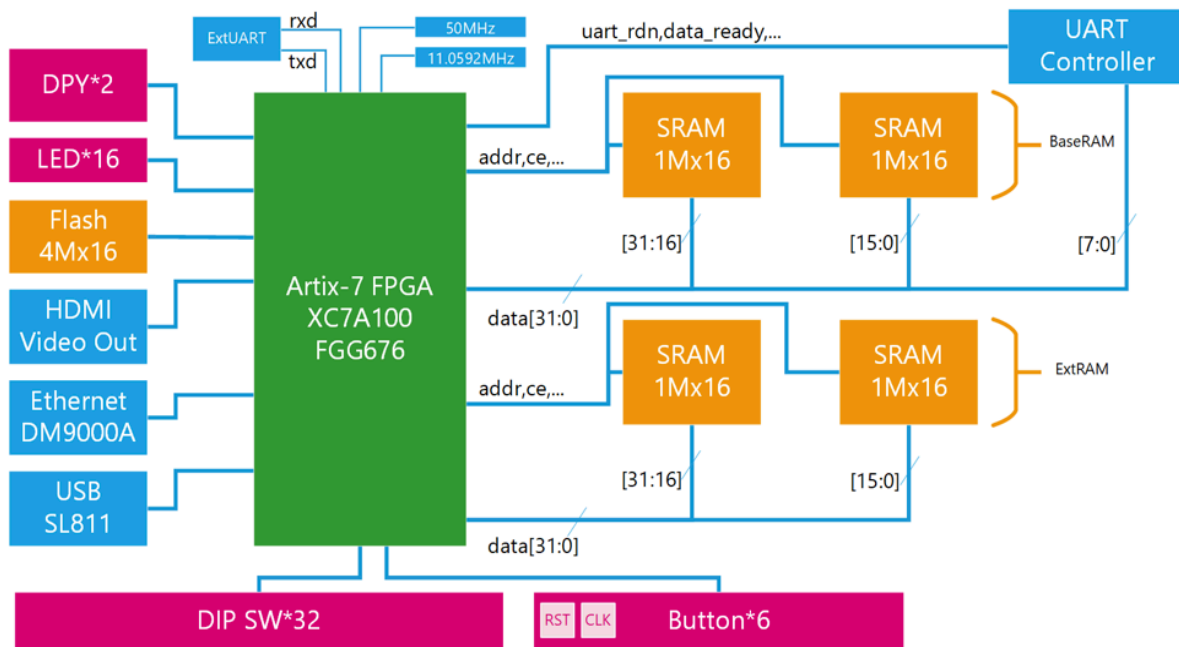 ExtUART
rxd
txd
50MHz
11.0592MHz
uart_rdn,data_ready,...
UART
Controller
DPY*2
LED*16
Flash
4Mx16
HDMI
Video Out
Ethernet
DM9000A
USB
SL811
Artix-7 FPGA
XC7A100
FGG676
addr,ce,...
SRAM
1Mx16
SRAM
1Mx16
BaseRAM
[31:16]
[15:0]
[7:0]
data[31:0]
addr,ce,...
SRAM
1Mx16
SRAM
1Mx16
ExtRAM
[31:16]
[15:0]
data[31:0]
DIP SW*32
RST
CLK
Button*6